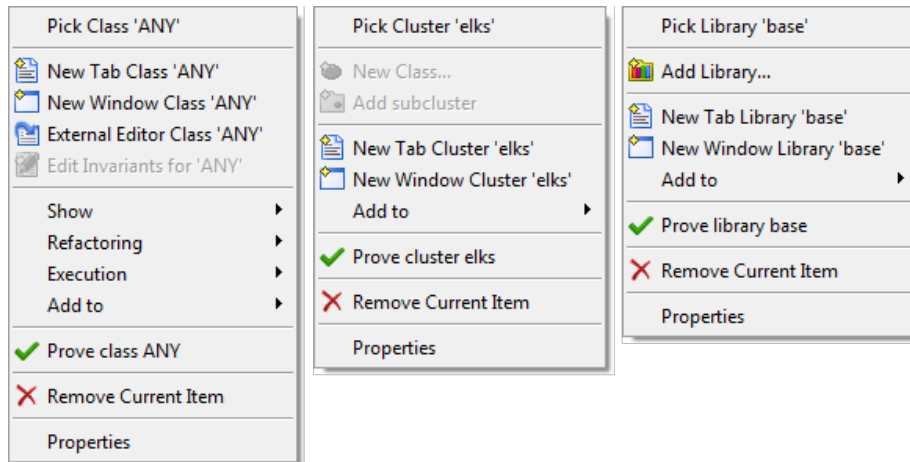 Pick Class 'ANY'
New Tab Class 'ANY'
New Window Class 'ANY'
External Editor Class 'ANY'
Edit Invariants for 'ANY'
Show
Refactoring
Execution
Add to
Prove class ANY
Remove Current Item
Properties
Pick Cluster 'elks'
New Class...
Add subcluster
New Tab Cluster 'elks'
New Window Cluster 'elks'
Add to
Prove cluster elks
Remove Current Item
Properties
Pick Library 'base'
Add Library...
New Tab Library 'base'
New Window Library 'base'
Add to
Prove library base
Remove Current Item
Properties